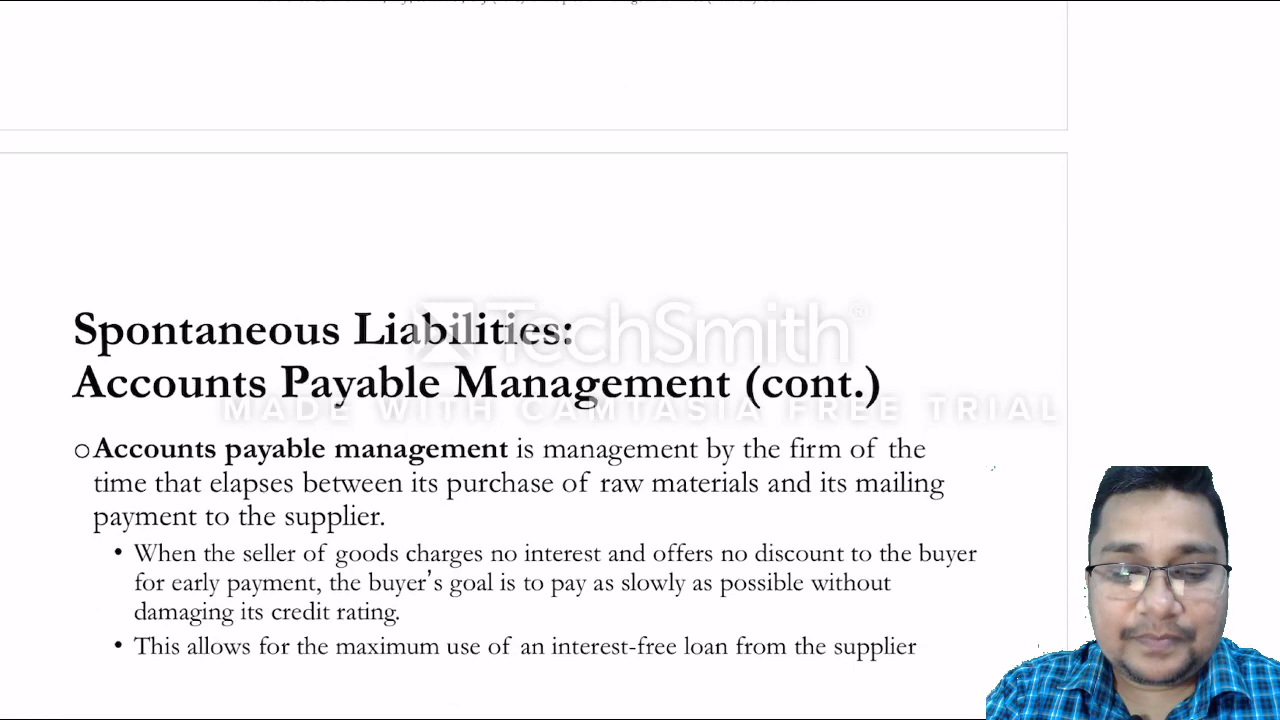 Spontaneous Liabilities:
TechSmith®
Accounts Payable Management (cont.)
MADE WITH CAMTASIA FREE TRIAL
○Accounts payable management is management by the firm of the
time that elapses between its purchase of raw materials and its mailing
payment to the supplier.
• When the seller of goods charges no interest and offers no discount to the buyer
for early payment, the buyer’s goal is to pay as slowly as possible without
damaging its credit rating.
• This allows for the maximum use of an interest-free loan from the supplier